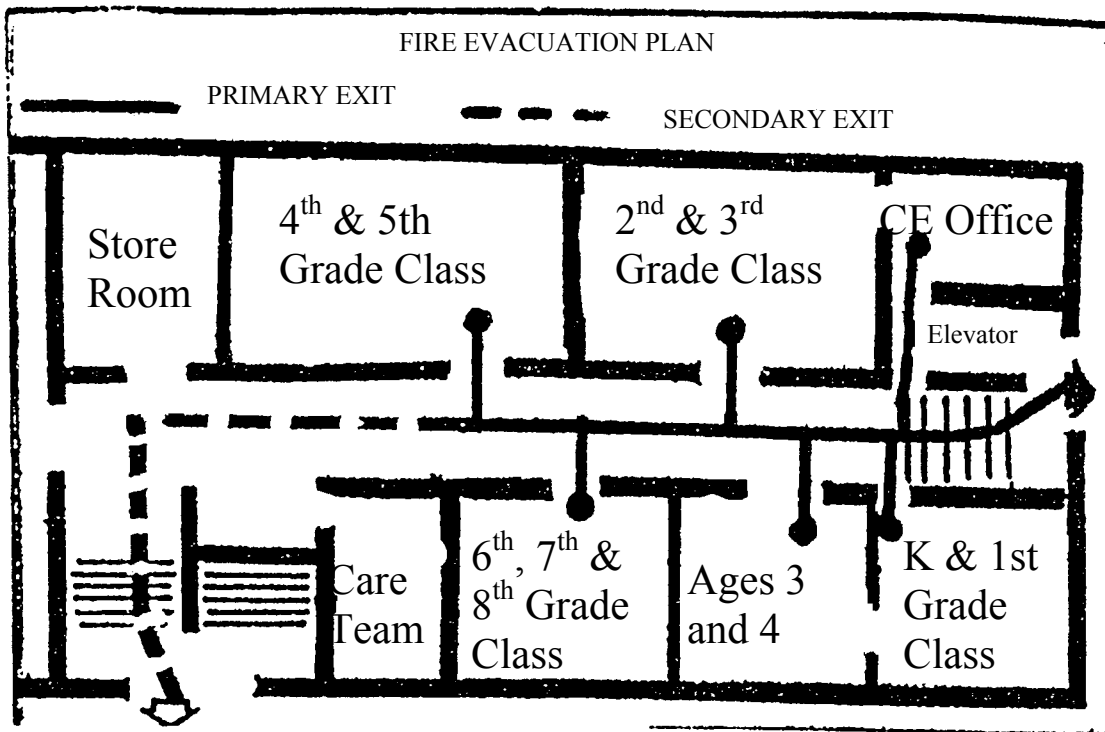 FIRE EVACUATION PLAN
PRIMARY EXIT
SECONDARY EXIT
Store
Room
4th & 5th
Grade Class
2nd & 3rd
Grade Class
CE Office
Elevator
Care
Team
6th, 7th &
8th Grade
Class
Ages 3
and 4
K & 1st
Grade
Class